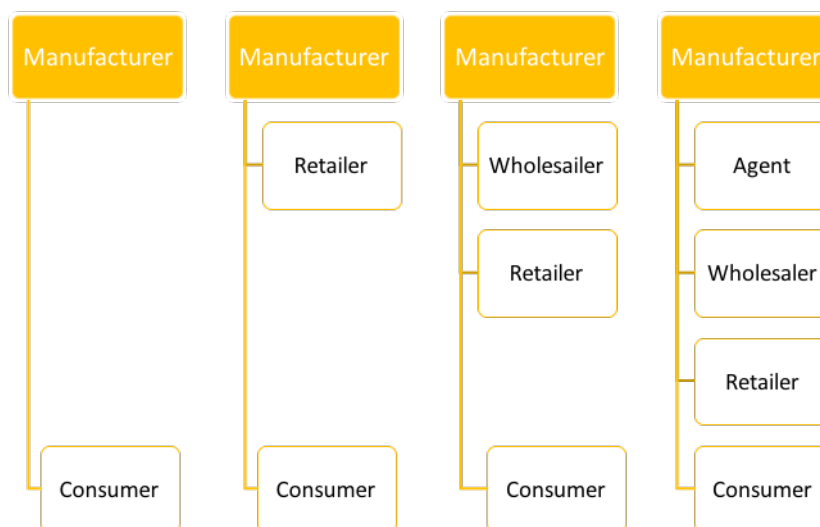 Manufacturer
Manufacturer
Manufacturer
Manufacturer
Retailer
Wholesailer
Agent
Retailer
Wholesaler
Retailer
Consumer
Consumer
Consumer
Consumer